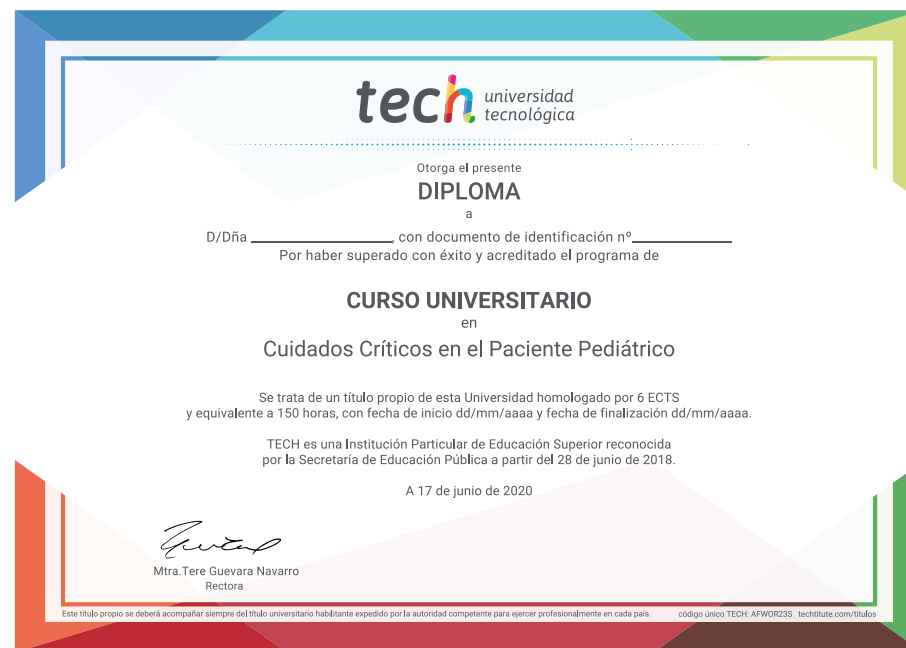 tech universidad
tecnológica
Otorga el presente
DIPLOMA
a
D/Dña ____________________, con documento de identificación nº______________
Por haber superado con éxito y acreditado el programa de
CURSO UNIVERSITARIO
en
Cuidados Críticos en el Paciente Pediátrico
Se trata de un título propio de esta Universidad homologado por 6 ECTS
y equivalente a 150 horas, con fecha de inicio dd/mm/aaaa y fecha de finalización dd/mm/aaaa.
TECH es una Institución Particular de Educación Superior reconocida
por la Secretaría de Educación Pública a partir del 28 de junio de 2018.
A 17 de junio de 2020
Mtra.Tere Guevara Navarro
Rectora
Este título propio se deberá acompañar siempre del título universitario habilitante expedido por la autoridad competente para ejercer profesionalmente en cada país. código único TECH: AFWOR23S techtitute.com/titulos